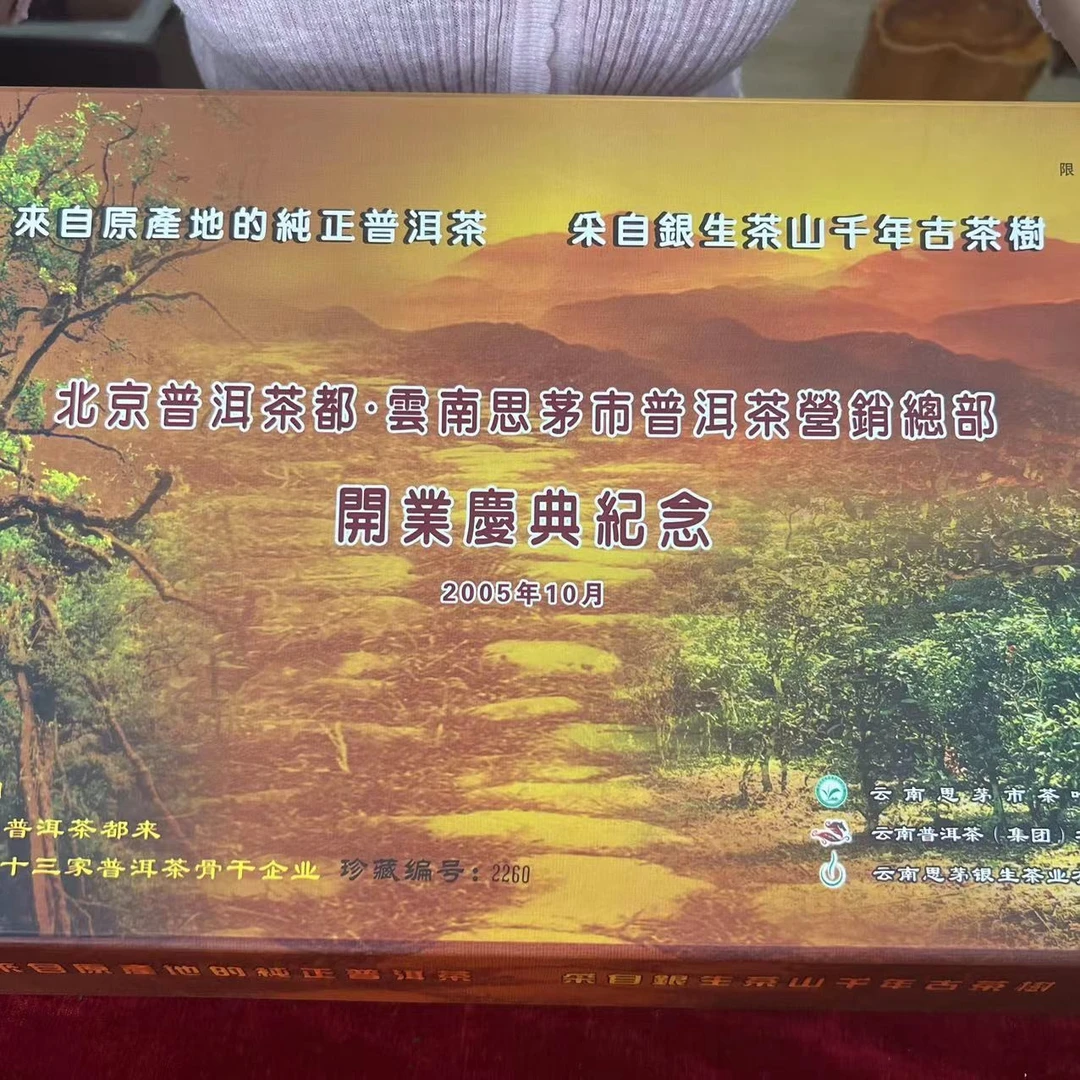 限
來自原產地的純正普洱茶 采自銀生茶山千年古茶樹
北京普洱茶都·雲南思茅市普洱茶營銷總部
開業慶典紀念
2005年10月
普洱茶都来
十三家普洱茶骨干企业 珍藏编号：2260
云南思茅市茶
云南普洱茶（集团）
云南思茅银生茶业
來自原產地的純正普洱茶 采自銀生茶山千年古茶樹